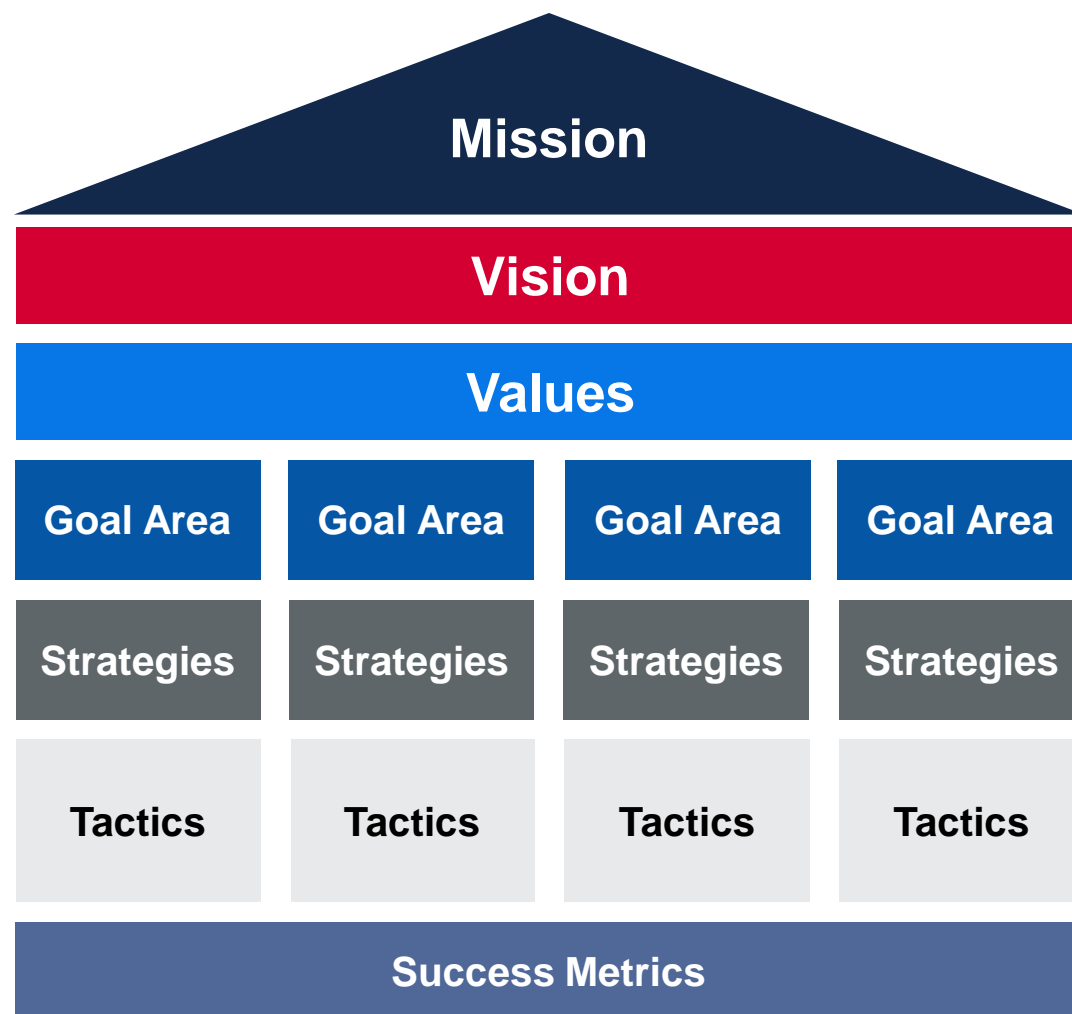 Mission
Vision
Values
Goal Area Goal Area Goal Area Goal Area
Strategies Strategies Strategies Strategies
Tactics Tactics Tactics Tactics
Success Metrics